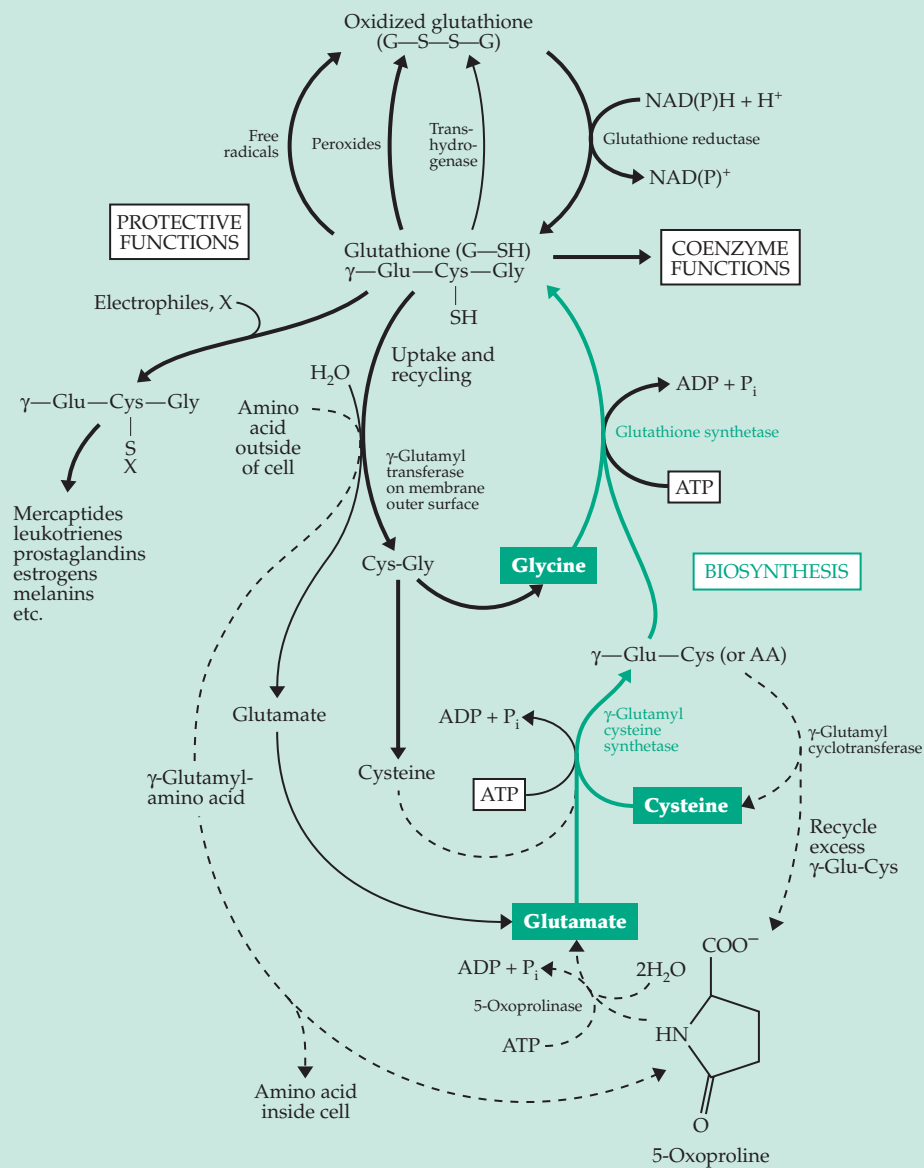 Oxidized glutathione
(G—S—S—G)
NAD(P)H + H⁺
Free
radicals
Peroxides
Trans-
hydro-
genase
Glutathione reductase
NAD(P)⁺
PROTECTIVE
FUNCTIONS
Glutathione (G—SH)
γ—Glu—Cys—Gly
SH
COENZYME
FUNCTIONS
Electrophiles, X
Uptake and
recycling
H₂O
ADP + Pᵢ
γ—Glu—Cys—Gly
S
X
Amino
acid
outside
of cell
γ-Glutamyl
transferase
on membrane
outer surface
Glutathione synthetase
ATP
Mercaptides
leukotrienes
prostaglandins
estrogens
melanins
etc.
Cys-Gly
Glycine
BIOSYNTHESIS
γ—Glu—Cys (or AA)
Glutamate
ADP + Pᵢ
γ-Glutamyl
cysteine
synthetase
γ-Glutamyl
cyclotransferase
γ-Glutamyl-
amino acid
Cysteine
ATP
Cysteine
Recycle
excess
γ-Glu-Cys
Glutamate
COO⁻
ADP + Pᵢ
2H₂O
5-Oxoprolinase
ATP
HN
O
Amino acid
inside cell
5-Oxoproline